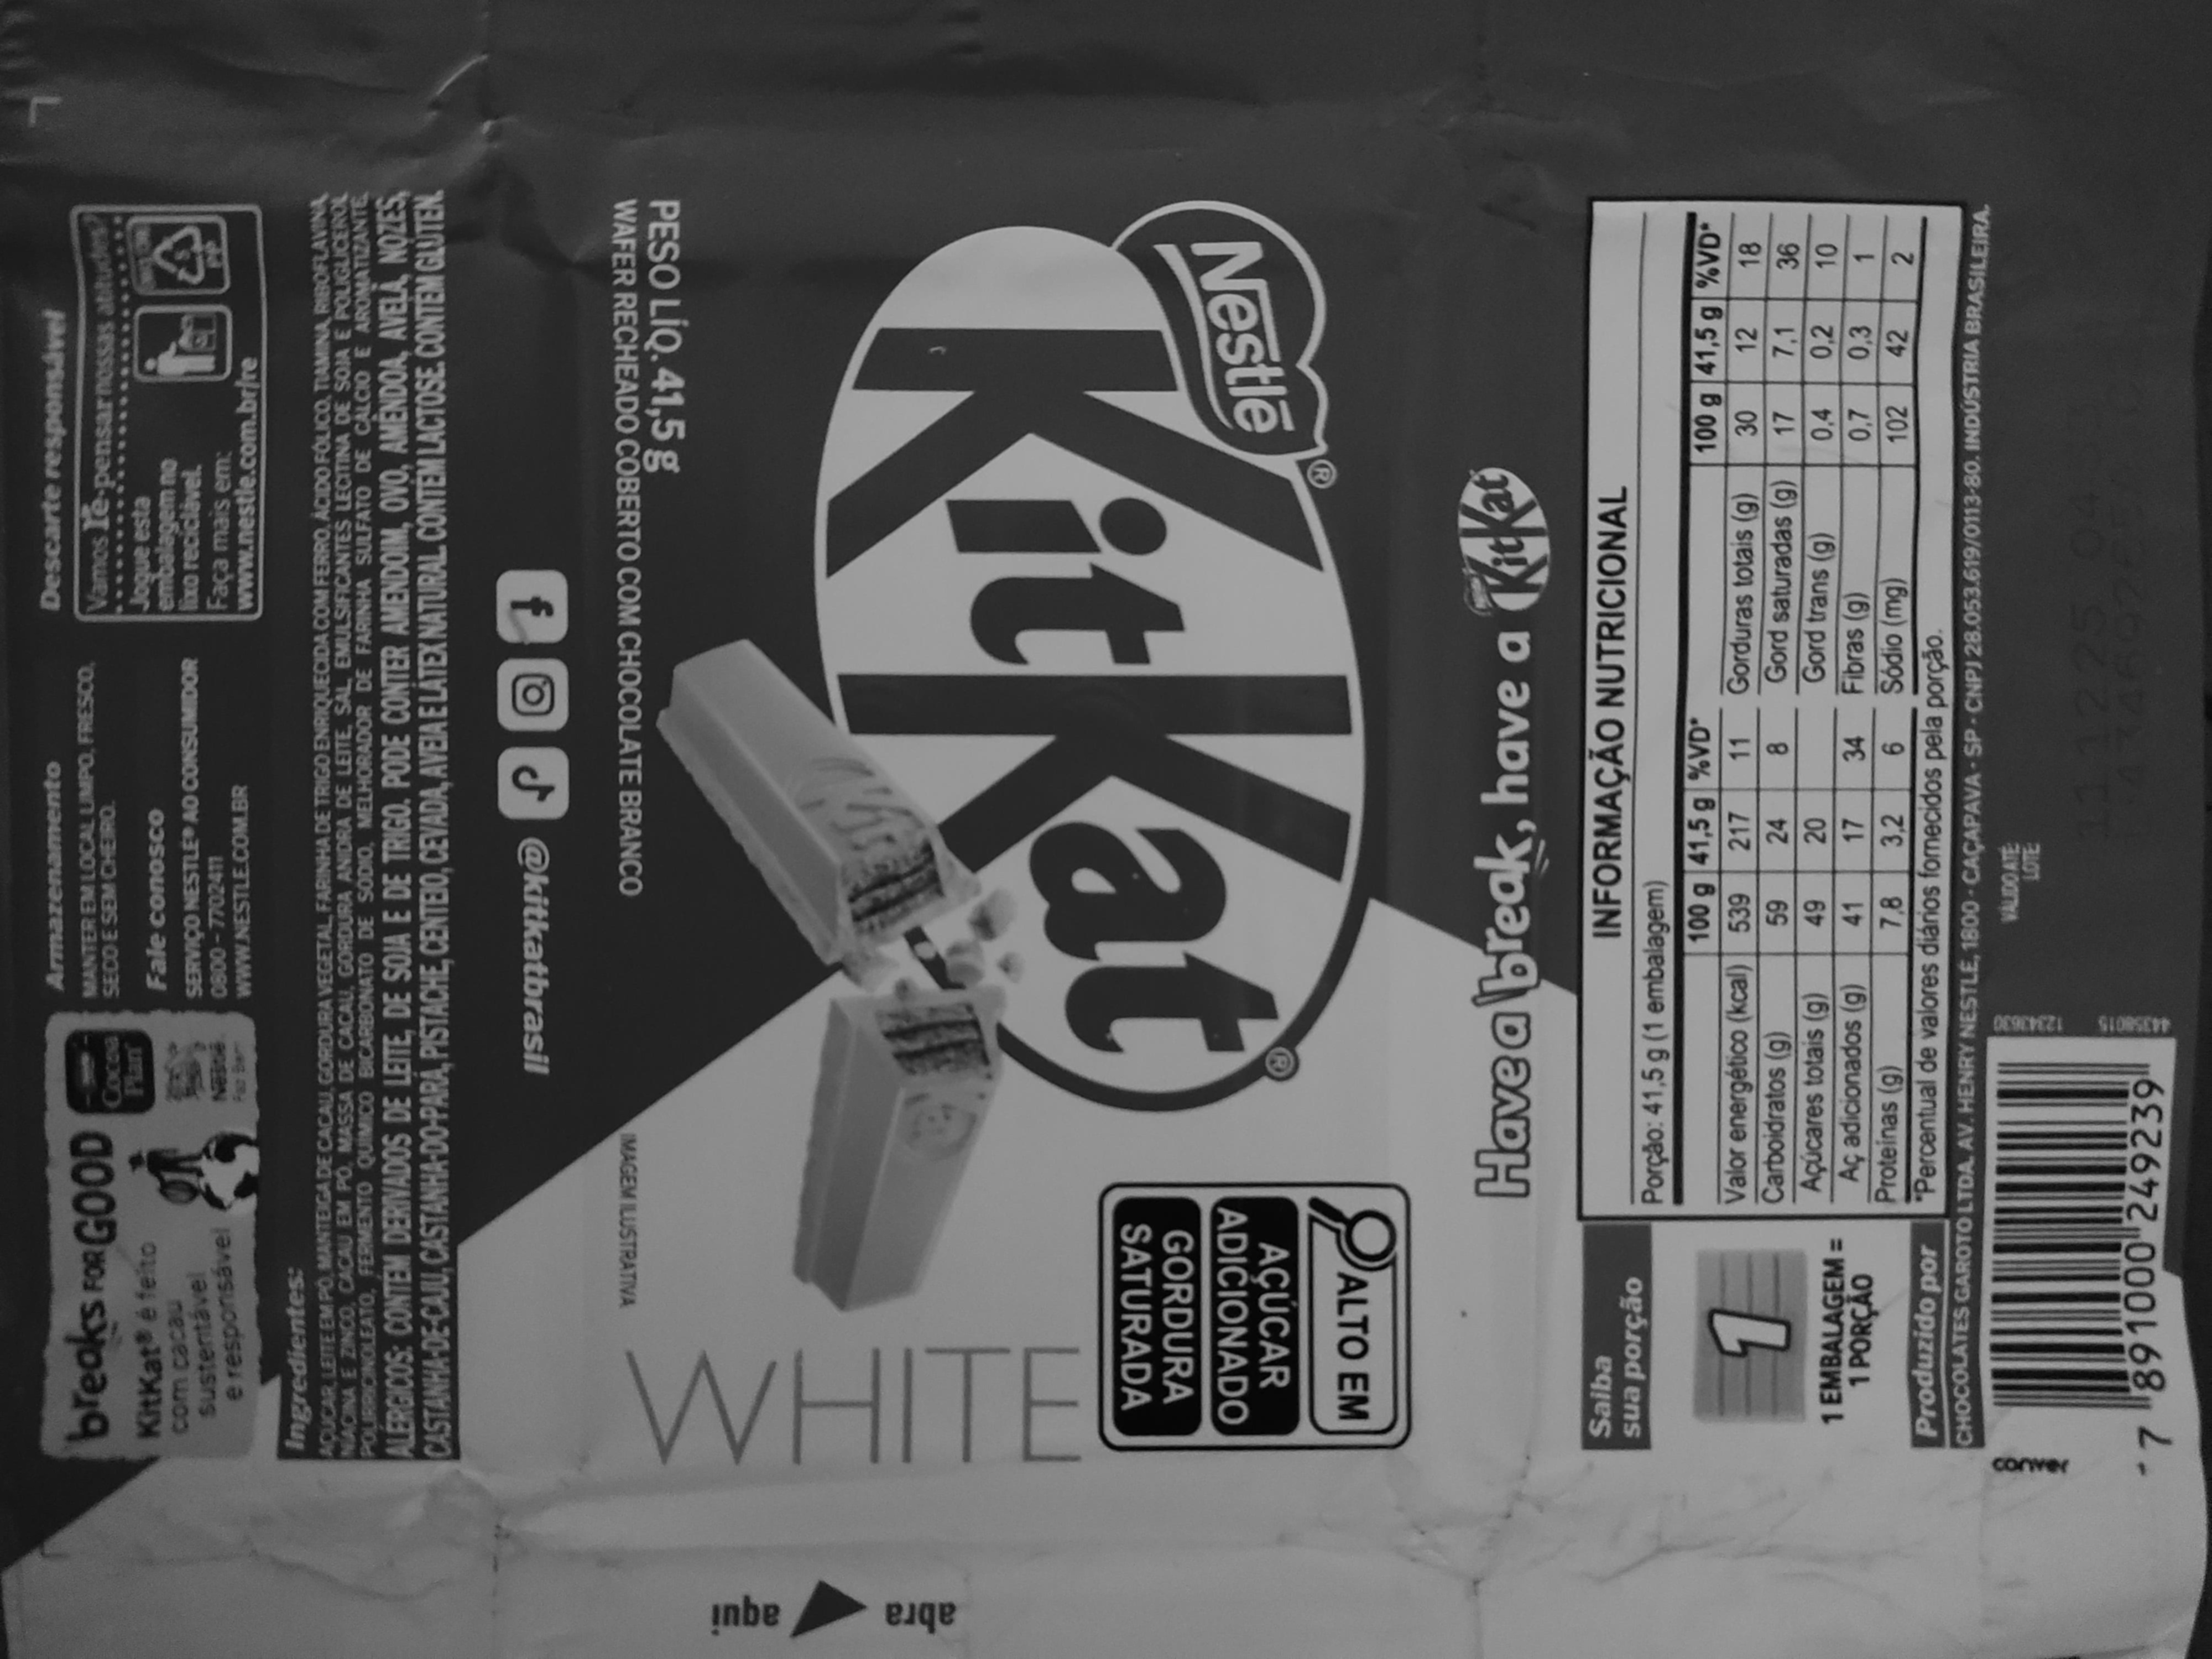 breaks FOR GOOD
KitKat® é feito
com cacau
sustentável
e responsável
Cocoa
Plan
Nestlé
Armazenamento
MANTER EM LOCAL LIMPO, FRESCO,
SECO E SEM CHEIRO.
Fale conosco
SERVIÇO NESTLÉ® AO CONSUMIDOR
0800 - 7702411
WWW.NESTLE.COM.BR
Descarte responsável
Vamos Re-pensar nossas atitudes?
Jogue esta
embalagem no
lixo reciclável.
Faça mais em:
www.nestle.com.br/re
5
PP
Ingredientes:
AÇÚCAR, LEITE EM PÓ, MANTEIGA DE CACAU, GORDURA VEGETAL, FARINHA DE TRIGO ENRIQUECIDA COM FERRO, ÁCIDO FÓLICO, TIAMINA, RIBOFLAVINA,
NIACINA E ZINCO, CACAU EM PÓ, MASSA DE CACAU, GORDURA ANIDRA DE LEITE, SAL, EMULSIFICANTES LECITINA DE SOJA E POLIGLICEROL
POLIRRICINOLEATO, FERMENTO QUÍMICO BICARBONATO DE SÓDIO, MELHORADOR DE FARINHA SULFATO DE CÁLCIO E AROMATIZANTE.
ALÉRGICOS: CONTÉM DERIVADOS DE LEITE, DE SOJA E DE TRIGO. PODE CONTER AMENDOIM, OVO, AMÊNDOA, AVELÃ, NOZES,
CASTANHA-DE-CAJU, CASTANHA-DO-PARÁ, PISTACHE, CENTEIO, CEVADA, AVEIA E LÁTEX NATURAL. CONTÉM LACTOSE. CONTÉM GLÚTEN.
@kitkatbrasil
PESO LÍQ. 41,5 g
WAFER RECHEADO COBERTO COM CHOCOLATE BRANCO
Nestlé®
KitKat®
IMAGEM ILUSTRATIVA
WHITE
ALTO EM
AÇÚCAR
ADICIONADO
GORDURA
SATURADA
abra
aqui
Have a break, have a KitKat
Saiba
sua porção
1
1 EMBALAGEM =
1 PORÇÃO
INFORMAÇÃO NUTRICIONAL
Porção: 41,5 g (1 embalagem)
100 g 41,5 g %VD* 100 g 41,5 g %VD*
Valor energético (kcal) 539 217 11 Gorduras totais (g) 30 12 18
Carboidratos (g) 59 24 8 Gord saturadas (g) 17 7,1 36
Açúcares totais (g) 49 20 Gord trans (g) 0,4 0,2 10
Aç adicionados (g) 41 17 34 Fibras (g) 0,7 0,3 1
Proteínas (g) 7,8 3,2 6 Sódio (mg) 102 42 2
*Percentual de valores diários fornecidos pela porção.
Produzido por
CHOCOLATES GAROTO LTDA, AV. HENRY NESTLÉ, 1800 - CAÇAPAVA - SP - CNPJ 28.053.619/0113-80. INDÚSTRIA BRASILEIRA.
conver
7 891000 249239
12343630
44358015
VÁLIDO ATÉ
LOTE